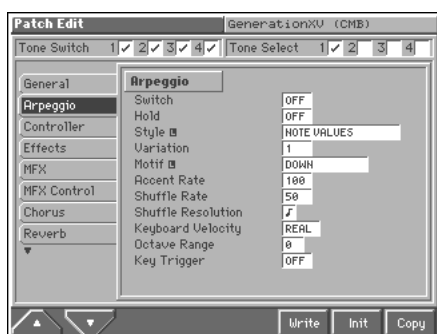 Patch Edit GenerationXV (CMB)
Tone Switch 1 2 3 4 Tone Select 1 2 3 4
General
Arpeggio
Controller
Effects
MFX
MFX Control
Chorus
Reverb
Arpeggio
Switch OFF
Hold OFF
Style NOTE VALUES
Variation 1
Motif DOWN
Accent Rate 100
Shuffle Rate 50
Shuffle Resolution
Keyboard Velocity REAL
Octave Range 0
Key Trigger OFF
Write Init Copy